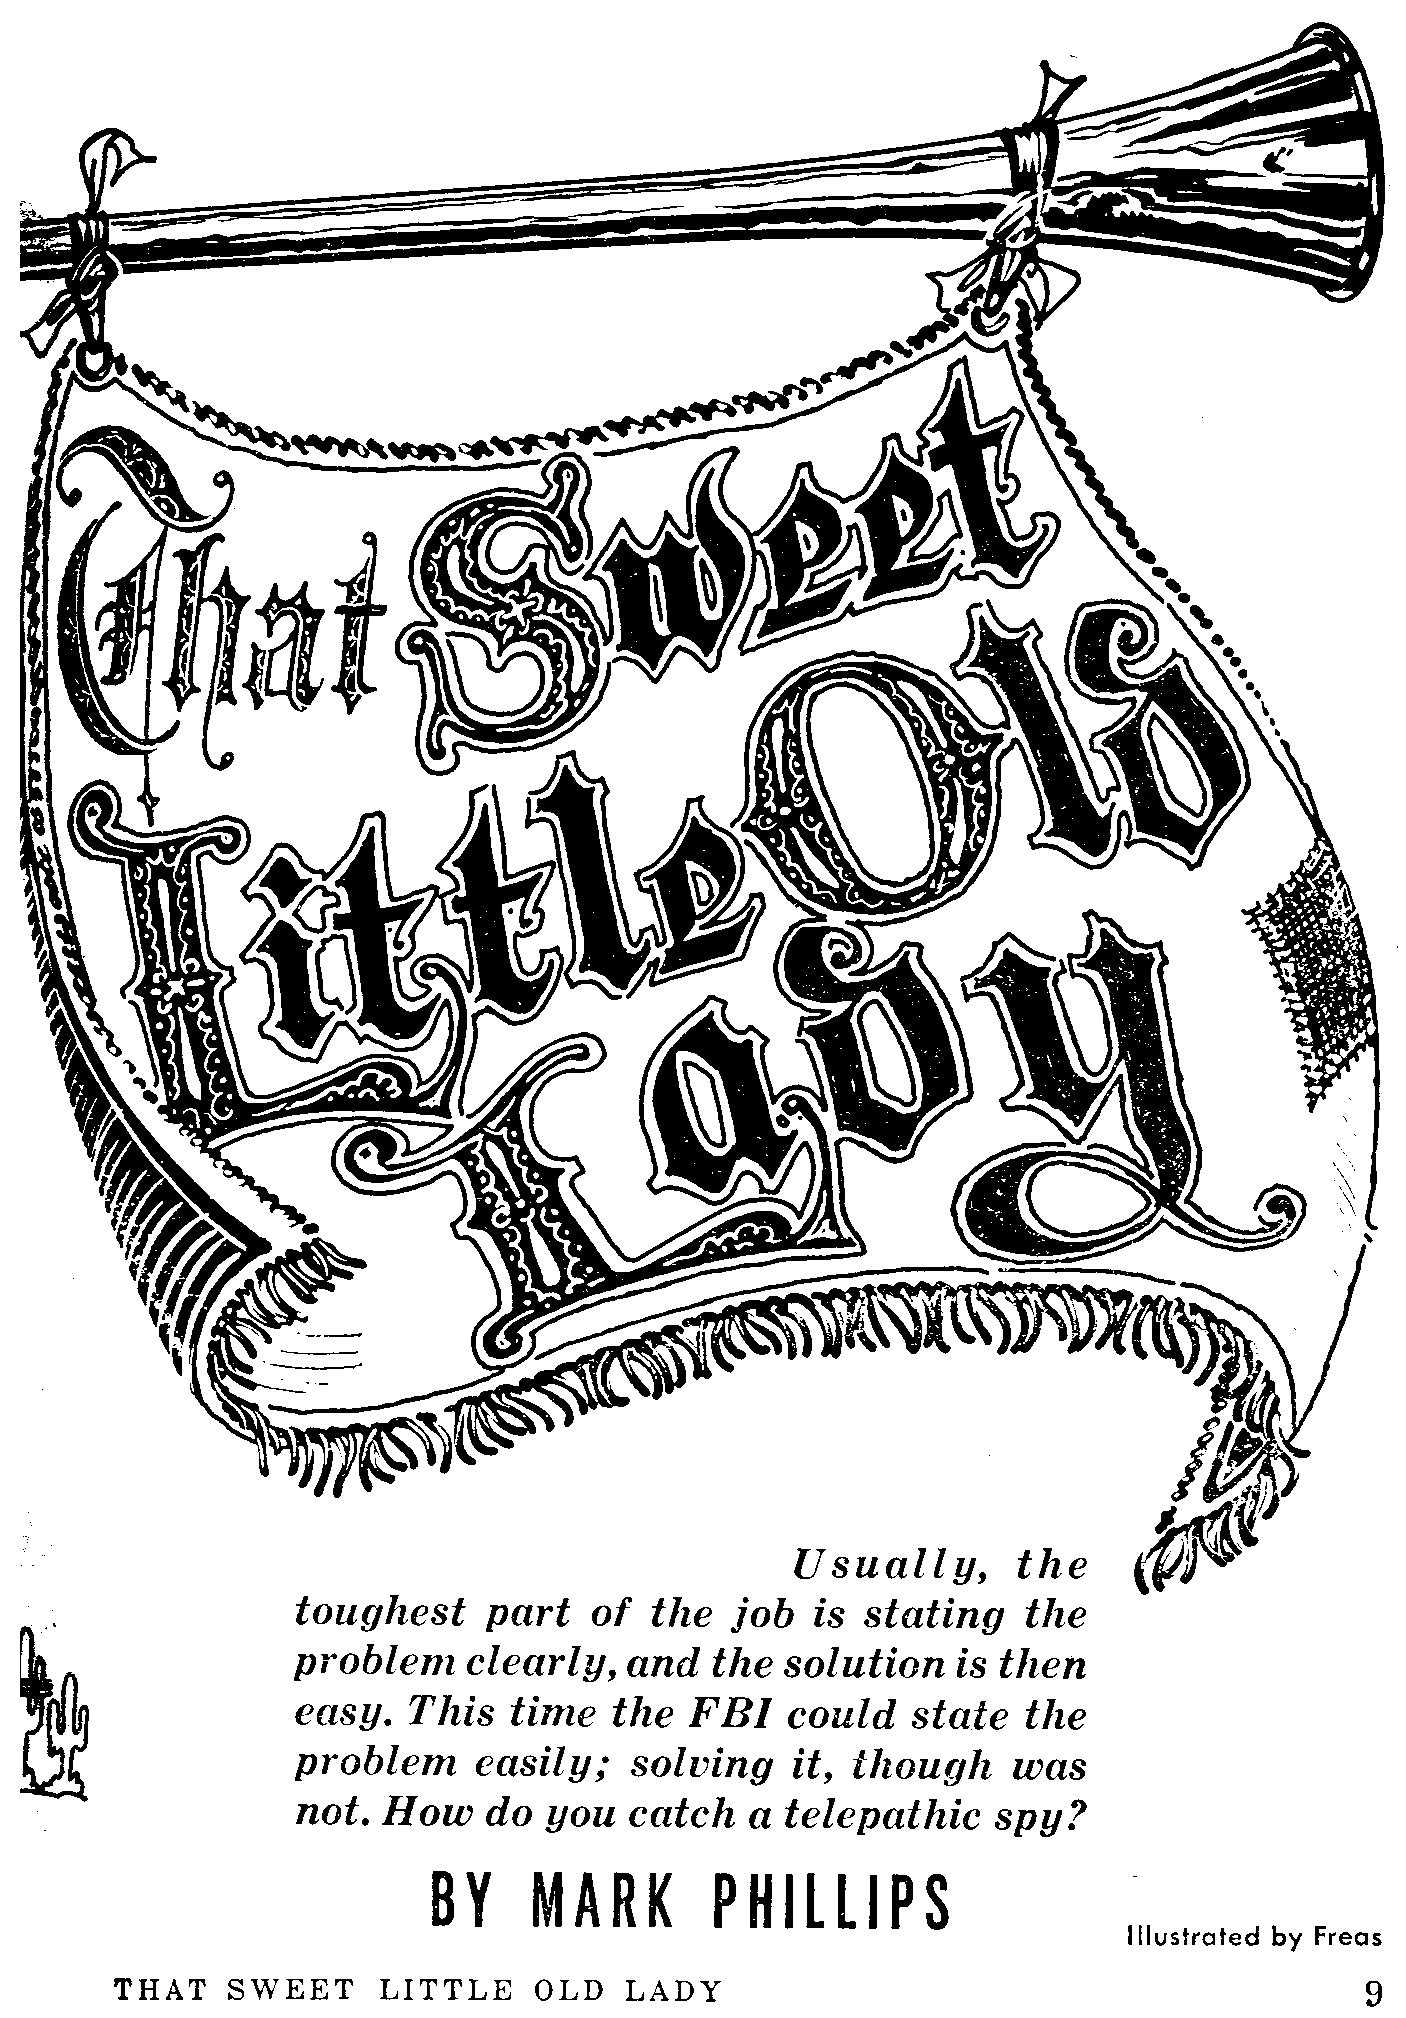 That Sweet
Little Old
Lady
Usually, the
toughest part of the job is stating the
problem clearly, and the solution is then
easy. This time the FBI could state the
problem easily; solving it, though was
not. How do you catch a telepathic spy?
BY MARK PHILLIPS
Illustrated by Freas
THAT SWEET LITTLE OLD LADY 9